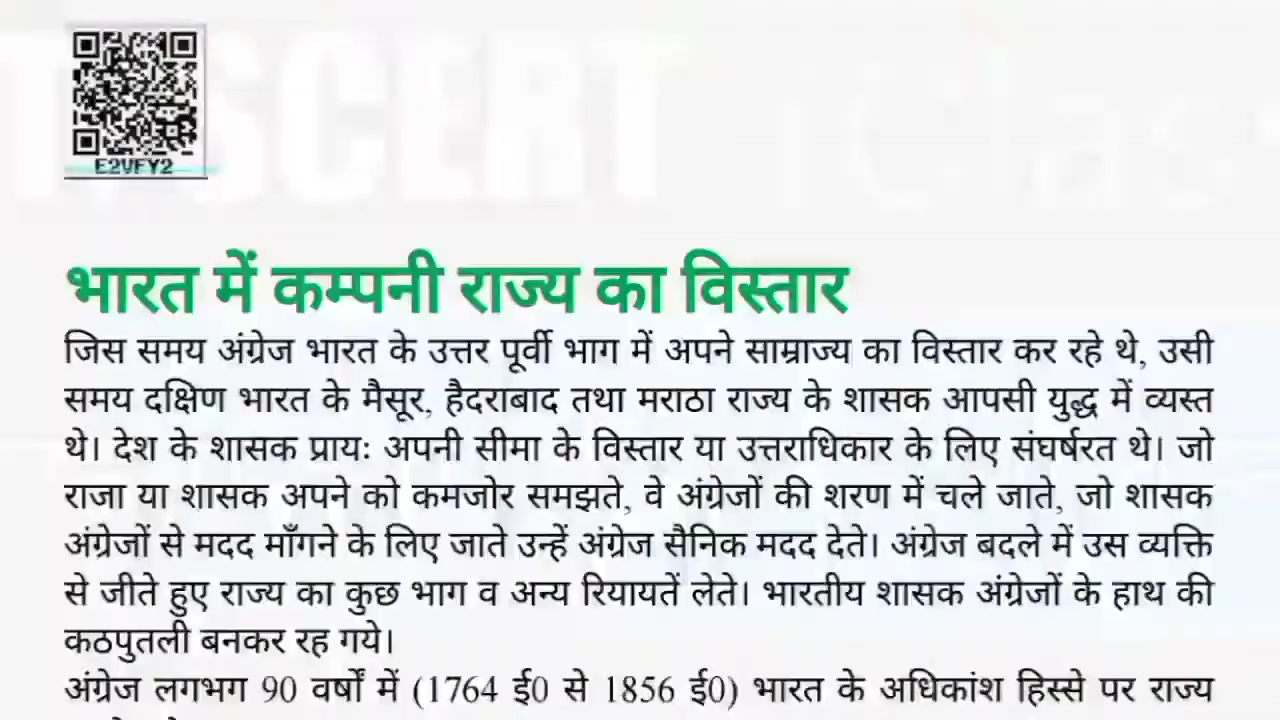 SCERT
E2VFY2
भारत में कम्पनी राज्य का विस्तार
जिस समय अंग्रेज भारत के उत्तर पूर्वी भाग में अपने साम्राज्य का विस्तार कर रहे थे, उसी
समय दक्षिण भारत के मैसूर, हैदराबाद तथा मराठा राज्य के शासक आपसी युद्ध में व्यस्त
थे। देश के शासक प्रायः अपनी सीमा के विस्तार या उत्तराधिकार के लिए संघर्षरत थे। जो
राजा या शासक अपने को कमजोर समझते, वे अंग्रेजों की शरण में चले जाते, जो शासक
अंग्रेजों से मदद माँगने के लिए जाते उन्हें अंग्रेज सैनिक मदद देते। अंग्रेज बदले में उस व्यक्ति
से जीते हुए राज्य का कुछ भाग व अन्य रियायतें लेते। भारतीय शासक अंग्रेजों के हाथ की
कठपुतली बनकर रह गये।
अंग्रेज लगभग 90 वर्षों में (1764 ई0 से 1856 ई0) भारत के अधिकांश हिस्से पर राज्य